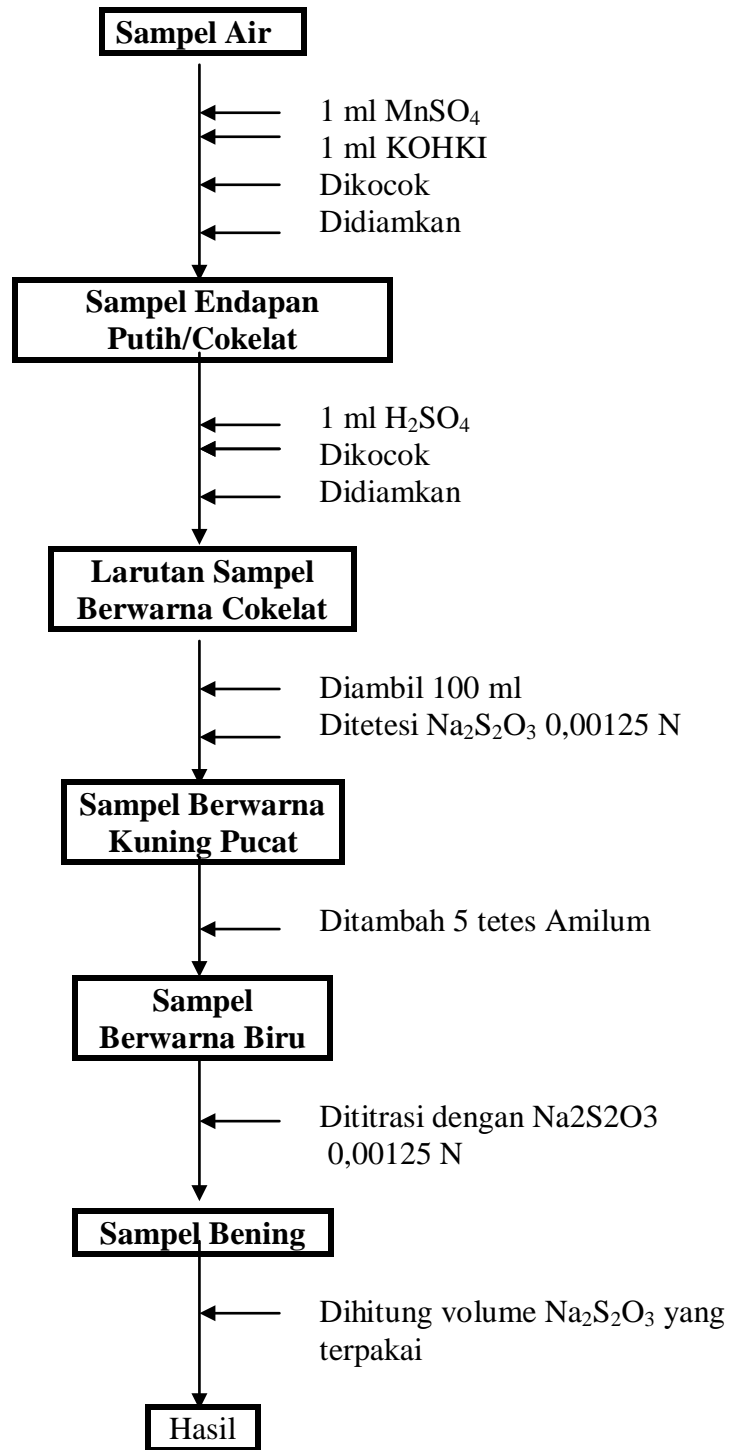 Sampel Air
1 ml MnSO₄
1 ml KOHKI
Dikocok
Didiamkan
Sampel Endapan
Putih/Cokelat
1 ml H₂SO₄
Dikocok
Didiamkan
Larutan Sampel
Berwarna Cokelat
Diambil 100 ml
Ditetesi Na₂S₂O₃ 0,00125 N
Sampel Berwarna
Kuning Pucat
Ditambah 5 tetes Amilum
Sampel
Berwarna Biru
Dititrasi dengan Na2S2O3
0,00125 N
Sampel Bening
Dihitung volume Na₂S₂O₃ yang
terpakai
Hasil